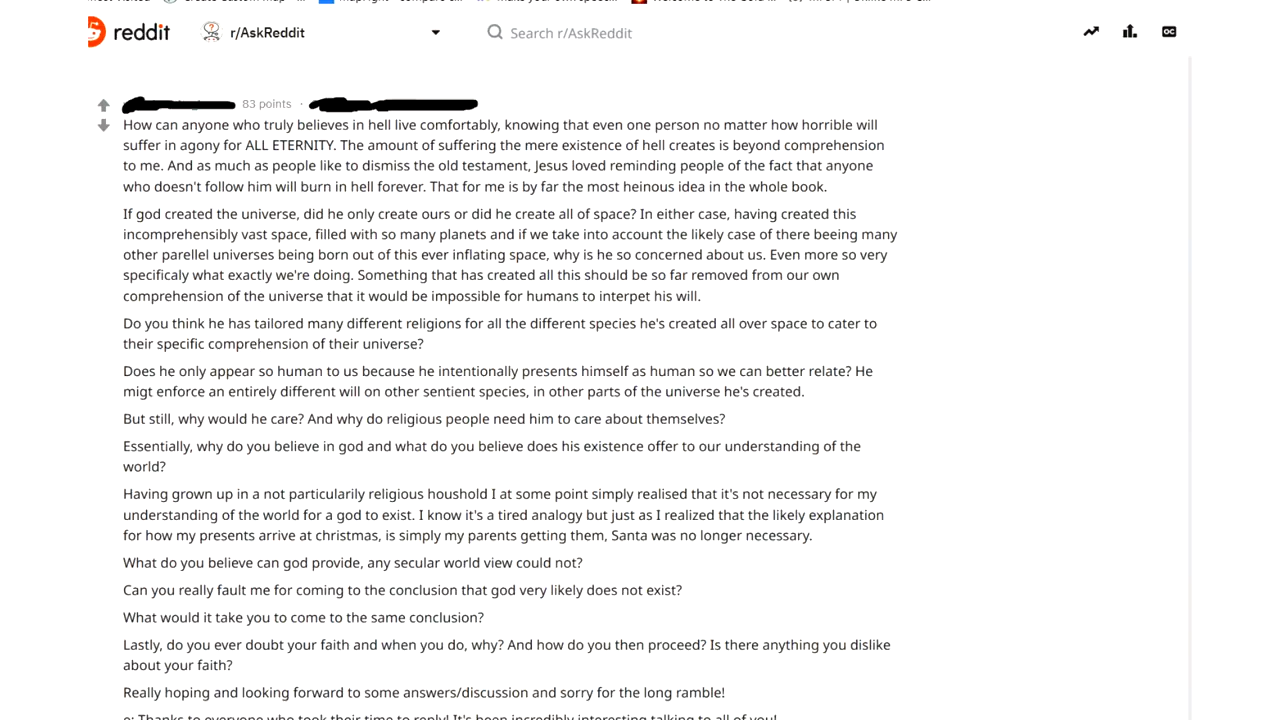 reddit r/AskReddit Search r/AskReddit
83 points ·
How can anyone who truly believes in hell live comfortably, knowing that even one person no matter how horrible will
suffer in agony for ALL ETERNITY. The amount of suffering the mere existence of hell creates is beyond comprehension
to me. And as much as people like to dismiss the old testament, Jesus loved reminding people of the fact that anyone
who doesn't follow him will burn in hell forever. That for me is by far the most heinous idea in the whole book.
If god created the universe, did he only create ours or did he create all of space? In either case, having created this
incomprehensibly vast space, filled with so many planets and if we take into account the likely case of there beeing many
other parellel universes being born out of this ever inflating space, why is he so concerned about us. Even more so very
specificaly what exactly we're doing. Something that has created all this should be so far removed from our own
comprehension of the universe that it would be impossible for humans to interpet his will.
Do you think he has tailored many different religions for all the different species he's created all over space to cater to
their specific comprehension of their universe?
Does he only appear so human to us because he intentionally presents himself as human so we can better relate? He
migt enforce an entirely different will on other sentient species, in other parts of the universe he's created.
But still, why would he care? And why do religious people need him to care about themselves?
Essentially, why do you believe in god and what do you believe does his existence offer to our understanding of the
world?
Having grown up in a not particularily religious houshold I at some point simply realised that it's not necessary for my
understanding of the world for a god to exist. I know it's a tired analogy but just as I realized that the likely explanation
for how my presents arrive at christmas, is simply my parents getting them, Santa was no longer necessary.
What do you believe can god provide, any secular world view could not?
Can you really fault me for coming to the conclusion that god very likely does not exist?
What would it take you to come to the same conclusion?
Lastly, do you ever doubt your faith and when you do, why? And how do you then proceed? Is there anything you dislike
about your faith?
Really hoping and looking forward to some answers/discussion and sorry for the long ramble!
e: Thanks to everyone who took their time to reply! It's been incredibly interesting talking to all of you!